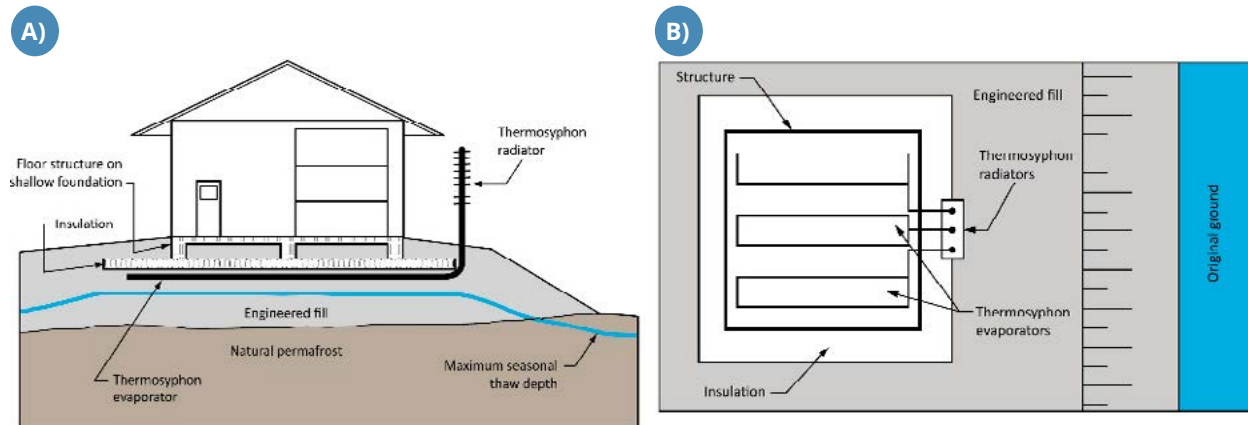 A)
Thermosyphon
radiator
Floor structure on
shallow foundation
Insulation
Engineered fill
Natural permafrost
Thermosyphon
evaporator
Maximum seasonal
thaw depth
B)
Structure
Engineered fill
Thermosyphon
radiators
Original ground
Thermosyphon
evaporators
Insulation